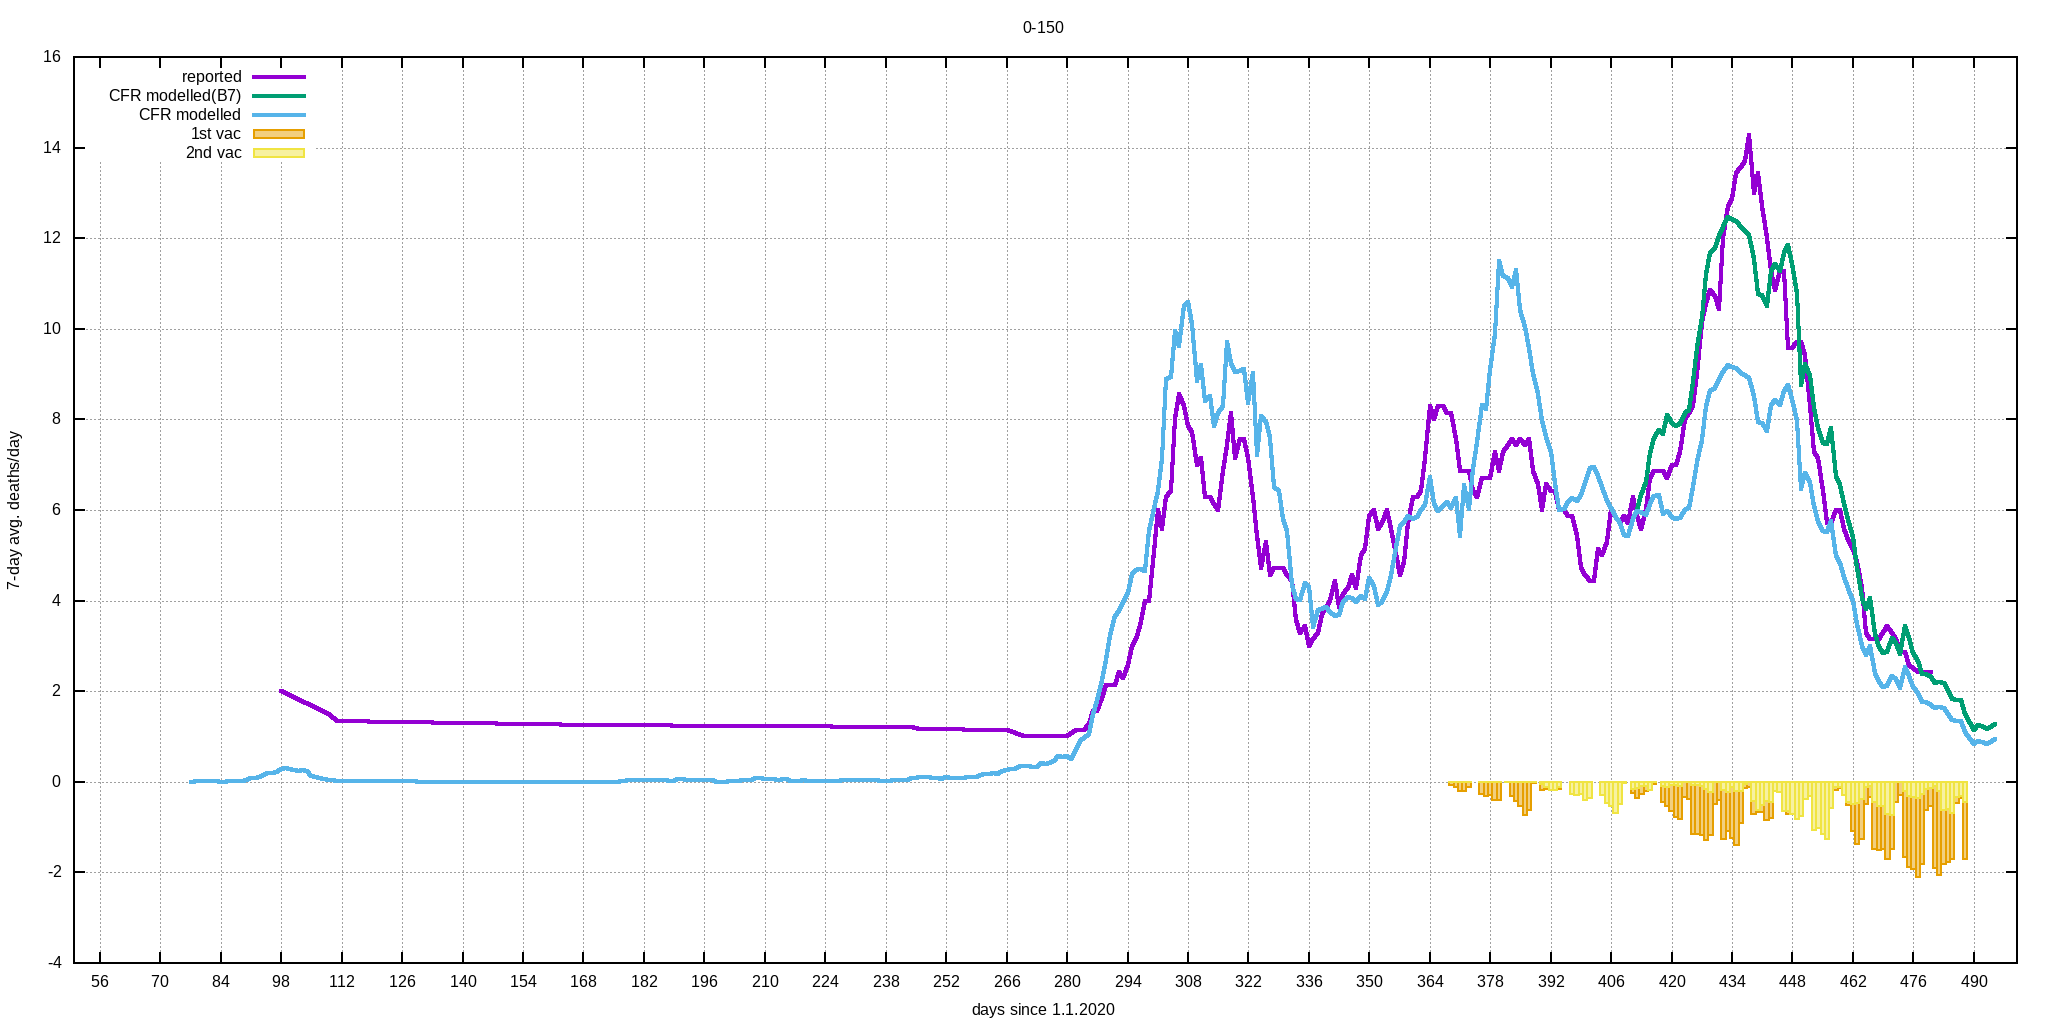 0-150
reported
CFR modelled(B7)
CFR modelled
1st vac
2nd vac
16
14
12
10
8
6
4
2
0
-2
-4
7-day avg. deaths/day
56 70 84 98 112 126 140 154 168 182 196 210 224 238 252 266 280 294 308 322 336 350 364 378 392 406 420 434 448 462 476 490
days since 1.1.2020